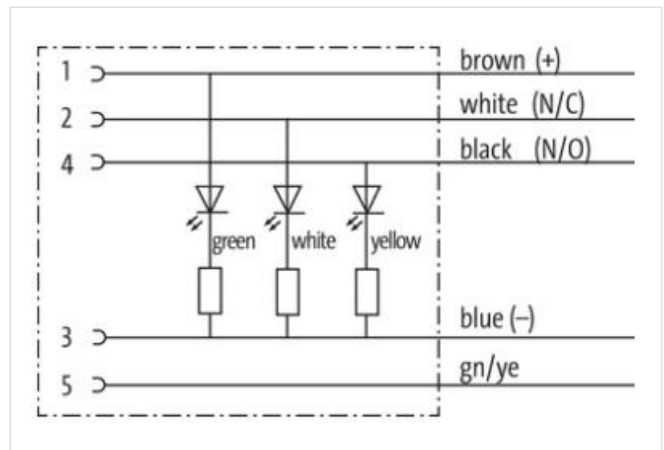 1 brown (+)
2 white (N/C)
4 black (N/O)
green white yellow
3 blue (–)
5 gn/ye